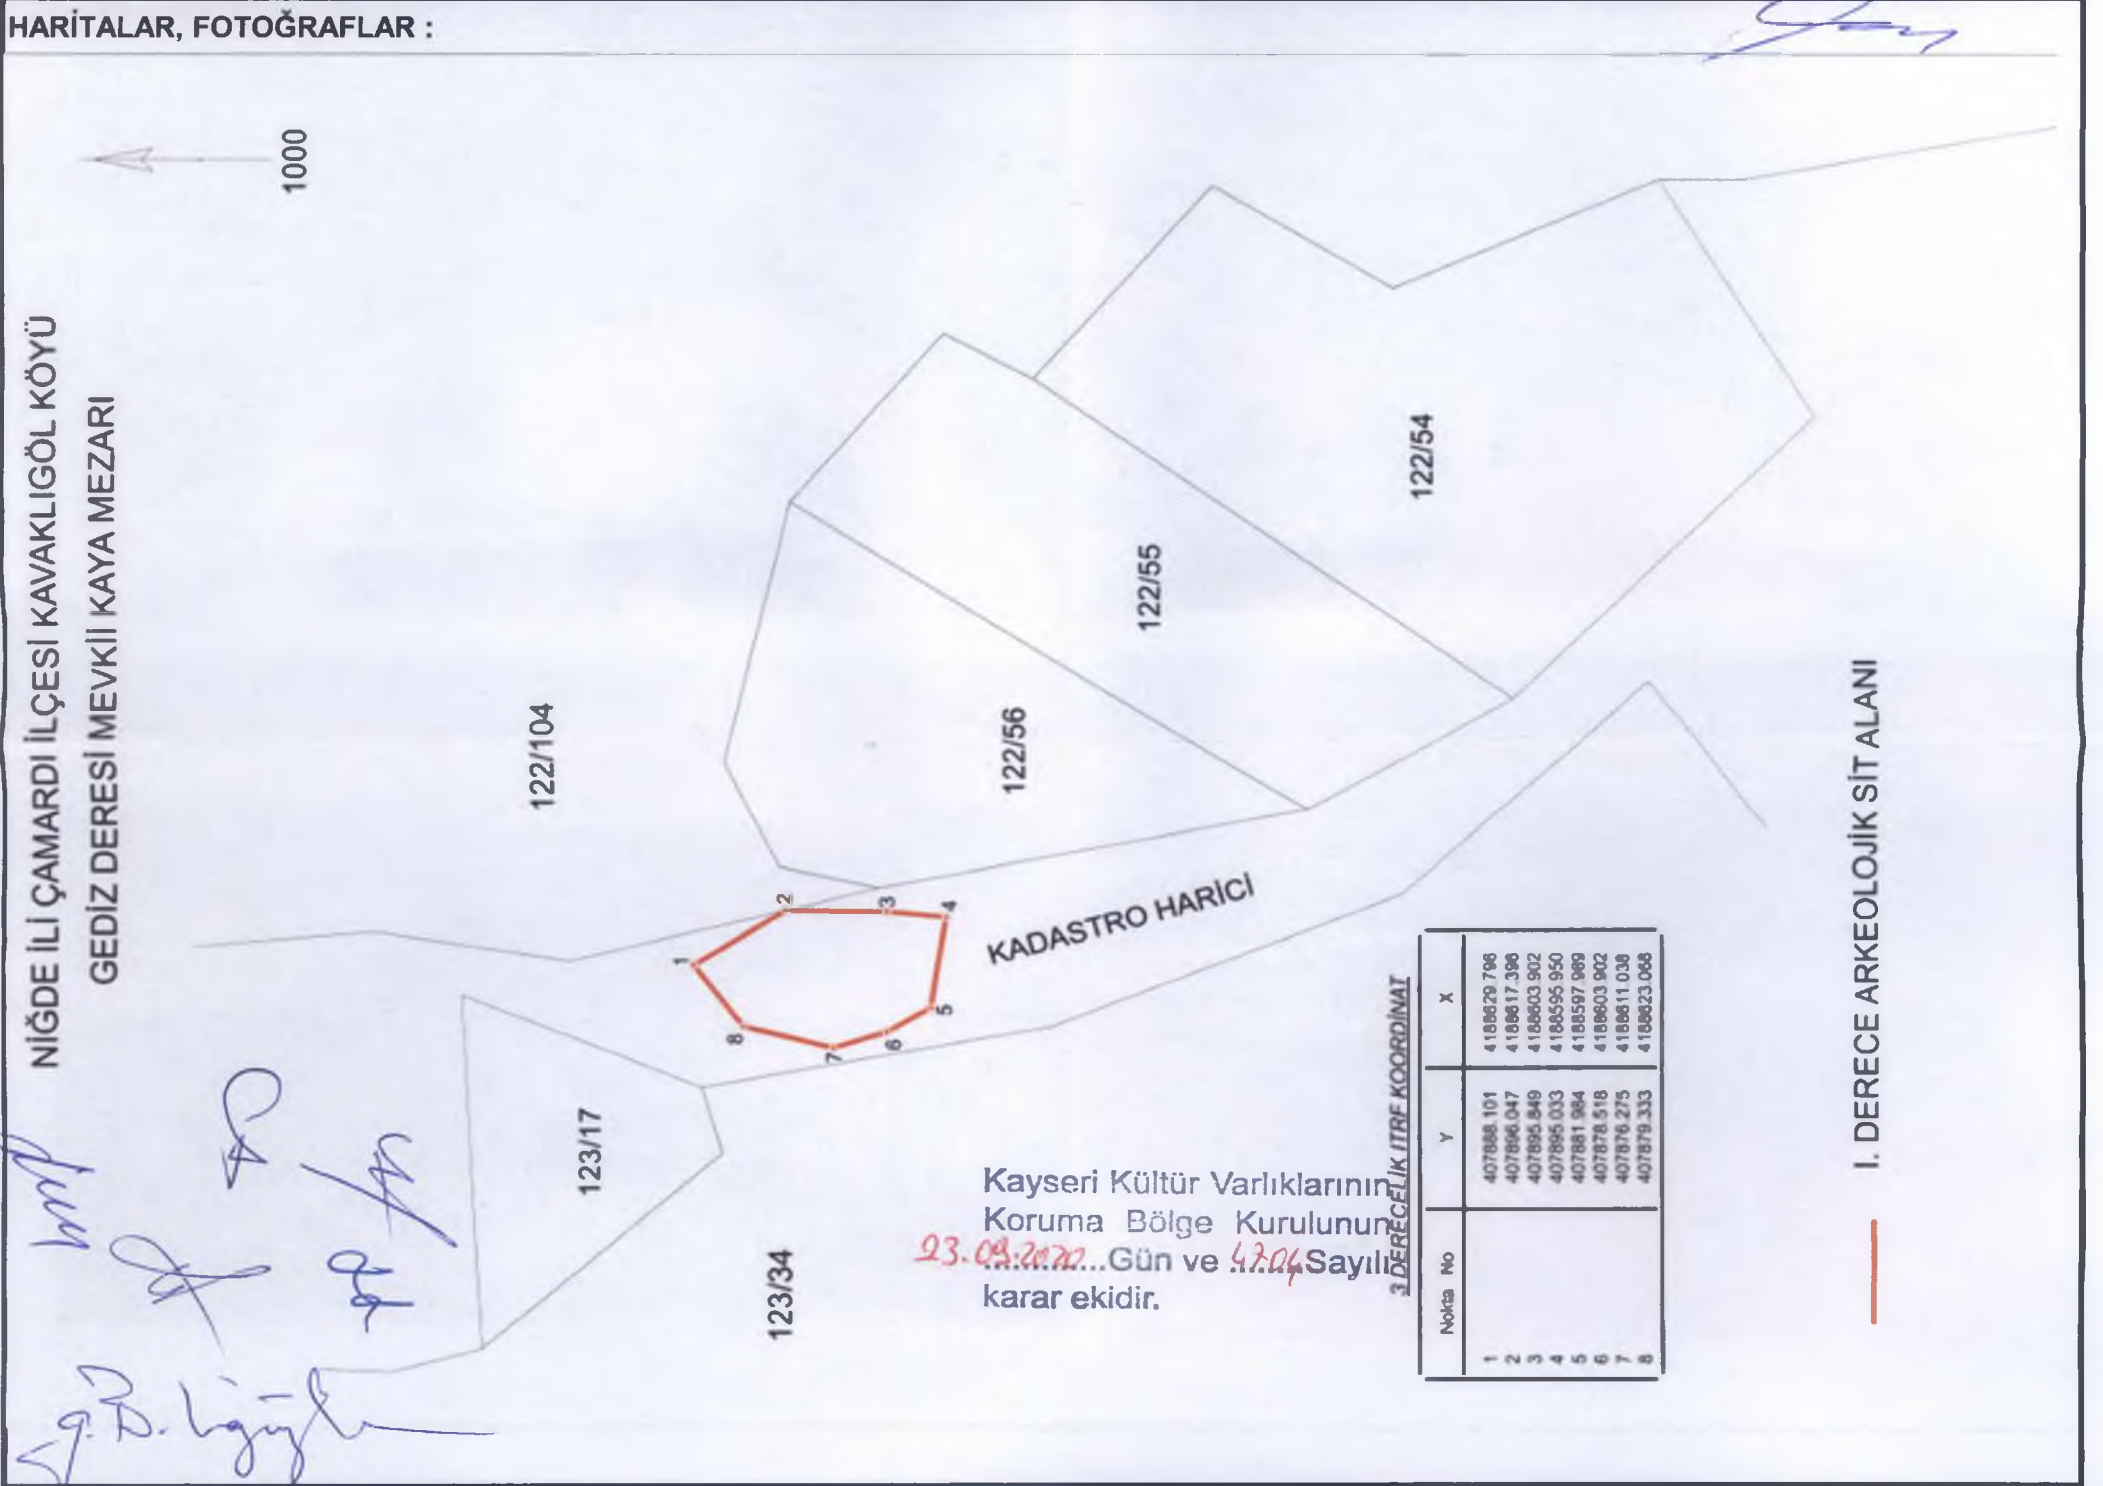 HARİTALAR, FOTOĞRAFLAR :
NİĞDE İLİ ÇAMARDI İLÇESİ KAVAKLIGÖL KÖYÜ
GEDİZ DERESİ MEVKİİ KAYA MEZARI
1000
122/104
122/56
122/55
122/54
123/17
123/34
1
2
3
4
5
6
7
8
KADASTRO HARİCİ
Kayseri Kültür Varlıklarının
Koruma Bölge Kurulunun
23.09.2020...Gün ve 4704 Sayılı
karar ekidir.
3 DERECELİK ITRF KOORDİNAT
Nokta No Y X
1 407888.101 4188629.796
2 407896.047 4188617.396
3 407895.849 4188603.902
4 407895.033 4188595.950
5 407881.984 4188597.989
6 407878.518 4188603.902
7 407876.275 4188611.038
8 407879.333 4188623.068
I. DERECE ARKEOLOJİK SİT ALANI